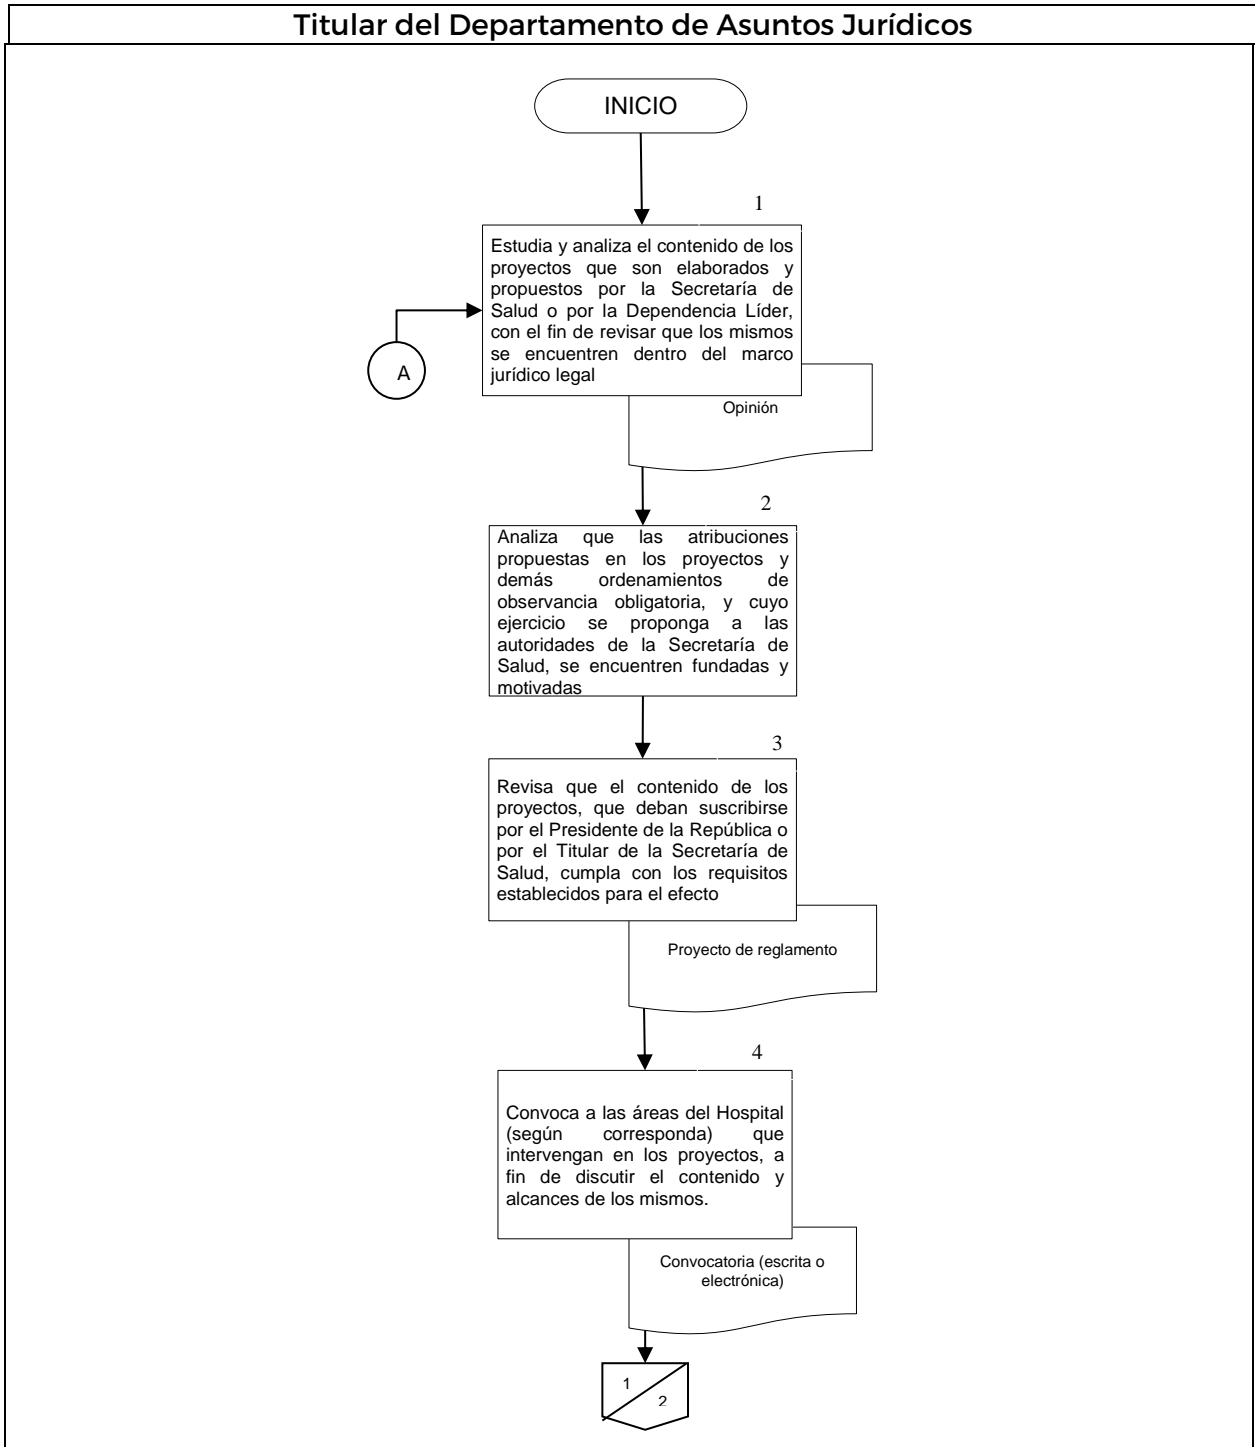 Titular del Departamento de Asuntos Jurídicos
INICIO
1
Estudia y analiza el contenido de los
proyectos que son elaborados y
propuestos por la Secretaría de
Salud o por la Dependencia Líder,
con el fin de revisar que los mismos
se encuentren dentro del marco
jurídico legal
A
Opinión
2
Analiza que las atribuciones
propuestas en los proyectos y
demás ordenamientos de
observancia obligatoria, y cuyo
ejercicio se proponga a las
autoridades de la Secretaría de
Salud, se encuentren fundadas y
motivadas
3
Revisa que el contenido de los
proyectos, que deban suscribirse
por el Presidente de la República o
por el Titular de la Secretaría de
Salud, cumpla con los requisitos
establecidos para el efecto
Proyecto de reglamento
4
Convoca a las áreas del Hospital
(según corresponda) que
intervengan en los proyectos, a
fin de discutir el contenido y
alcances de los mismos.
Convocatoria (escrita o
electrónica)
1
2